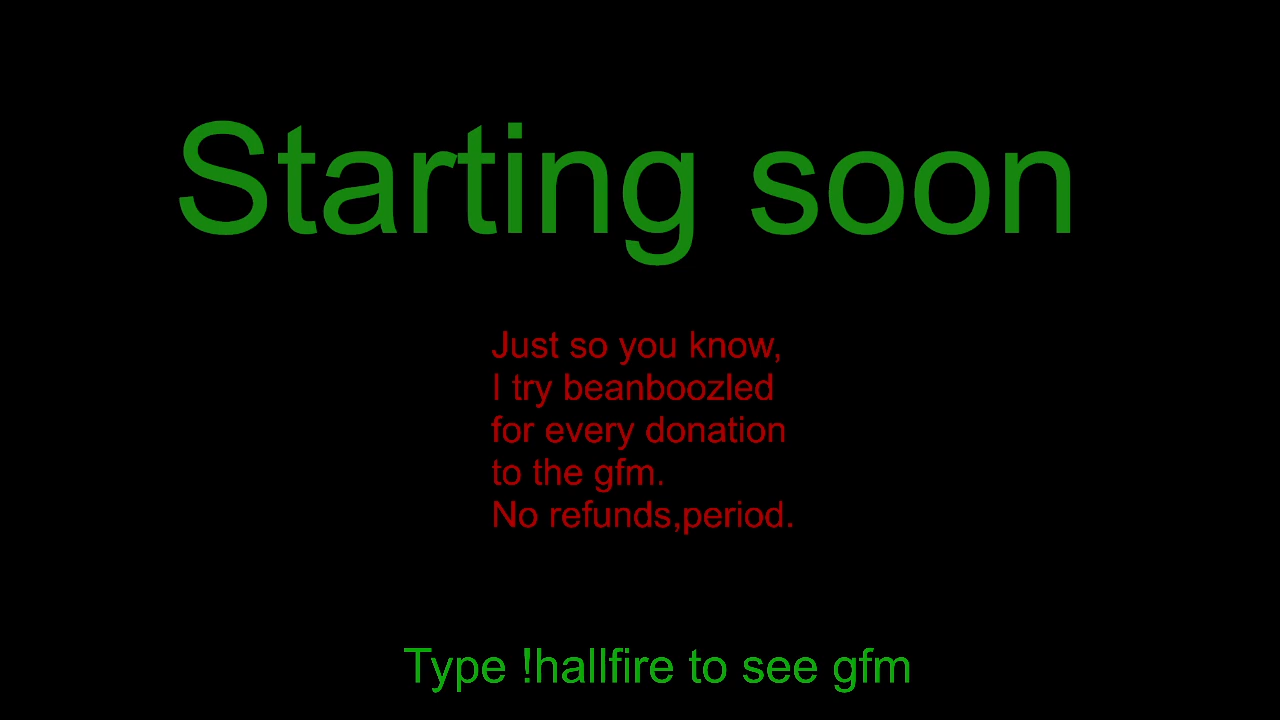 Starting soon
Just so you know,
I try beanboozled
for every donation
to the gfm.
No refunds,period.
Type !hallfire to see gfm